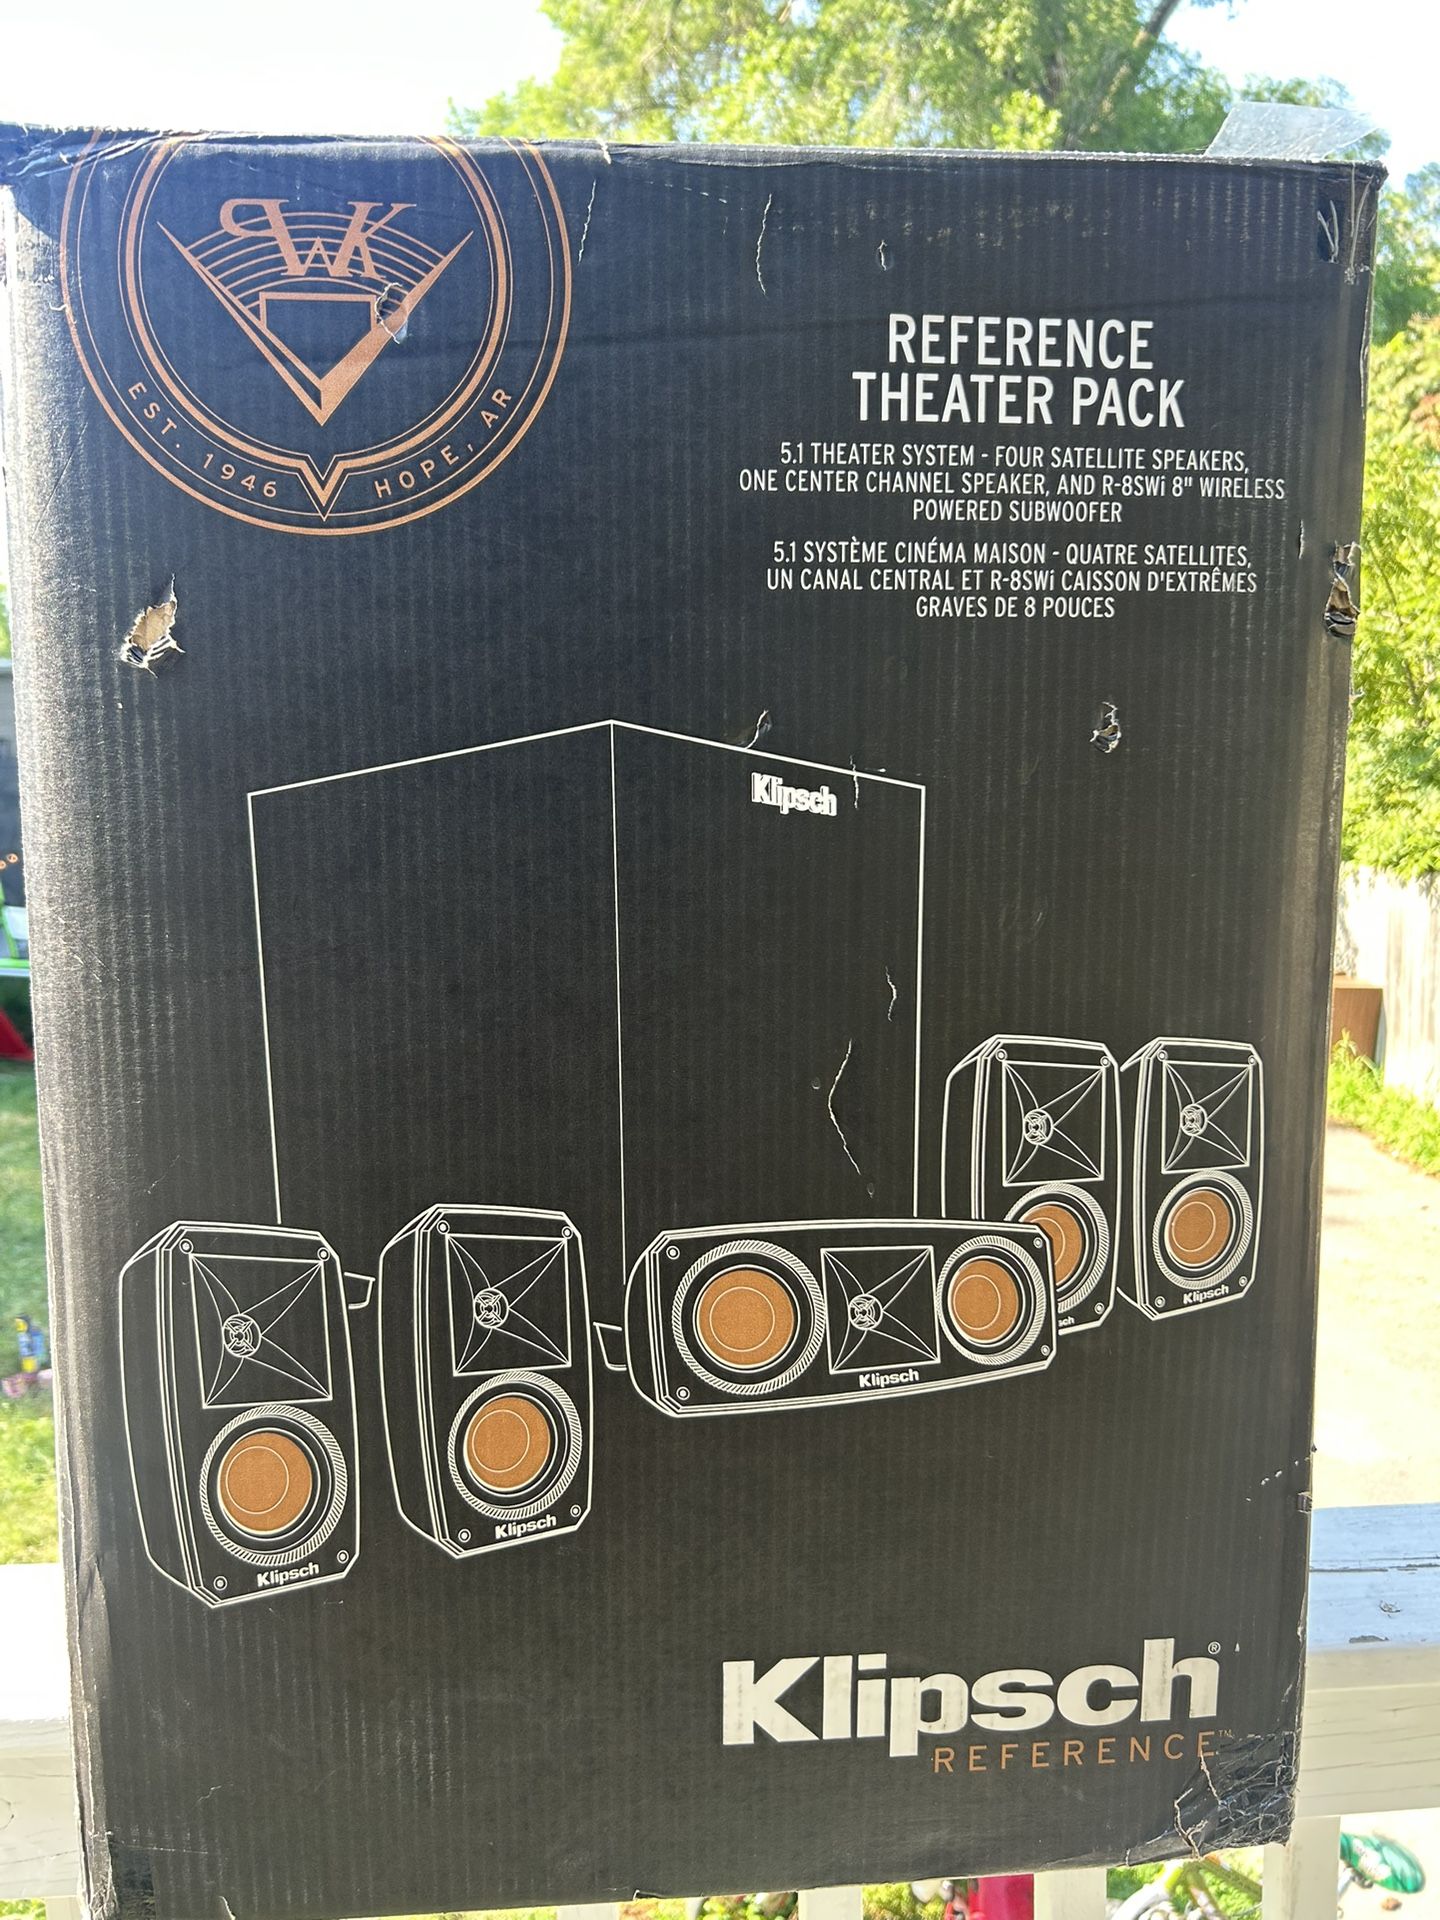 PWK
EST. 1946 HOPE, AR
REFERENCE
THEATER PACK
5.1 THEATER SYSTEM - FOUR SATELLITE SPEAKERS,
ONE CENTER CHANNEL SPEAKER, AND R-8SWi 8" WIRELESS
POWERED SUBWOOFER
5.1 SYSTÈME CINÉMA MAISON - QUATRE SATELLITES,
UN CANAL CENTRAL ET R-8SWi CAISSON D'EXTRÊMES
GRAVES DE 8 POUCES
Klipsch
Klipsch
sch
Klipsch
Klipsch
Klipsch
Klipsch®
REFERENCE™